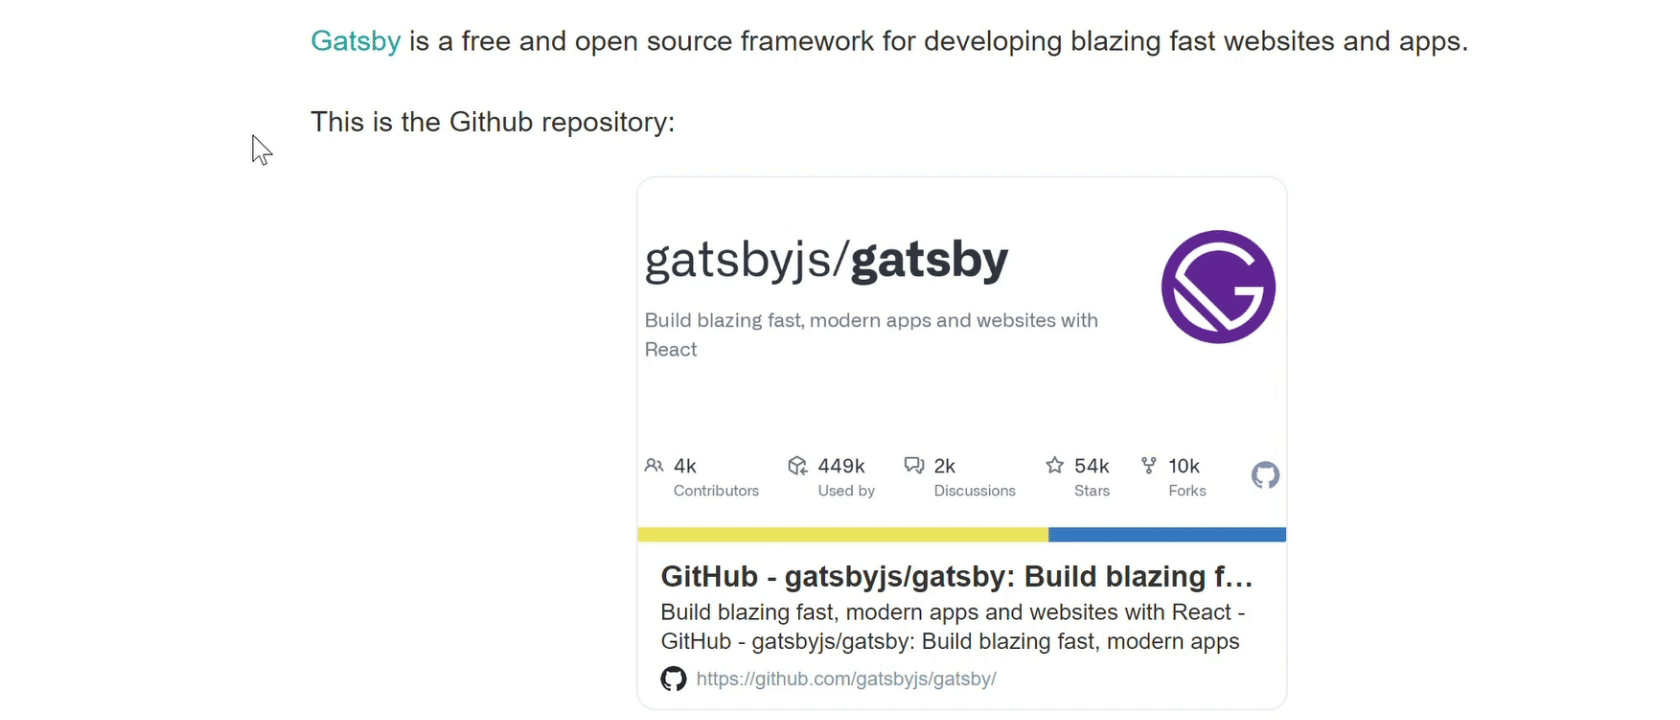 Gatsby is a free and open source framework for developing blazing fast websites and apps.
This is the Github repository:
gatsbyjs/gatsby
Build blazing fast, modern apps and websites with
React
4k
Contributors
449k
Used by
2k
Discussions
54k
Stars
10k
Forks
GitHub - gatsbyjs/gatsby: Build blazing f...
Build blazing fast, modern apps and websites with React -
GitHub - gatsbyjs/gatsby: Build blazing fast, modern apps
https://github.com/gatsbyjs/gatsby/